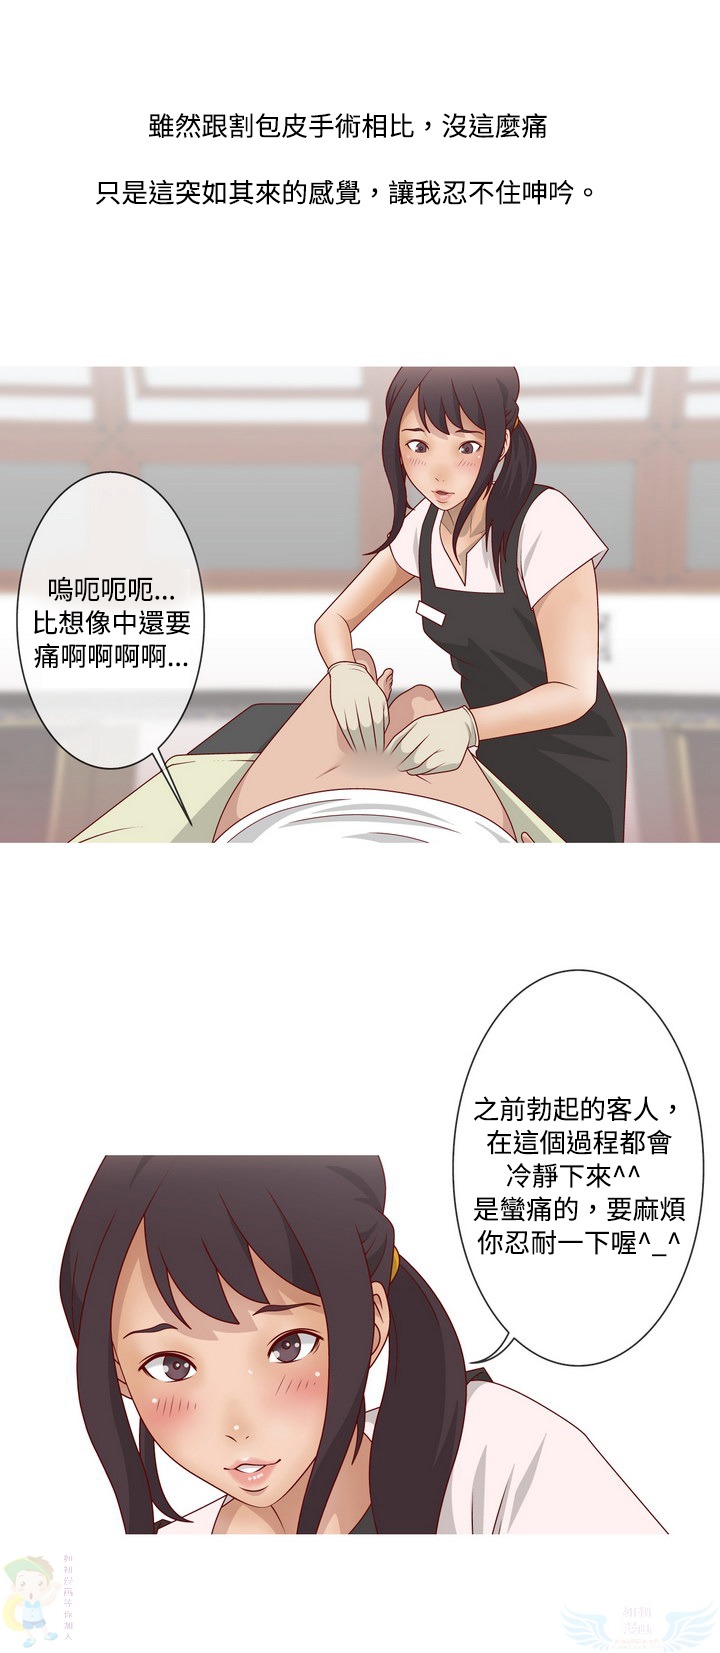 雖然跟割包皮手術相比，沒這麼痛
只是這突如其來的感覺，讓我忍不住呻吟。
嗚呃呃呃...
比想像中還要
痛啊啊啊啊...
之前勃起的客人，
在這個過程都會
冷靜下來^^
是蠻痛的，要麻煩
你忍耐一下喔^_^